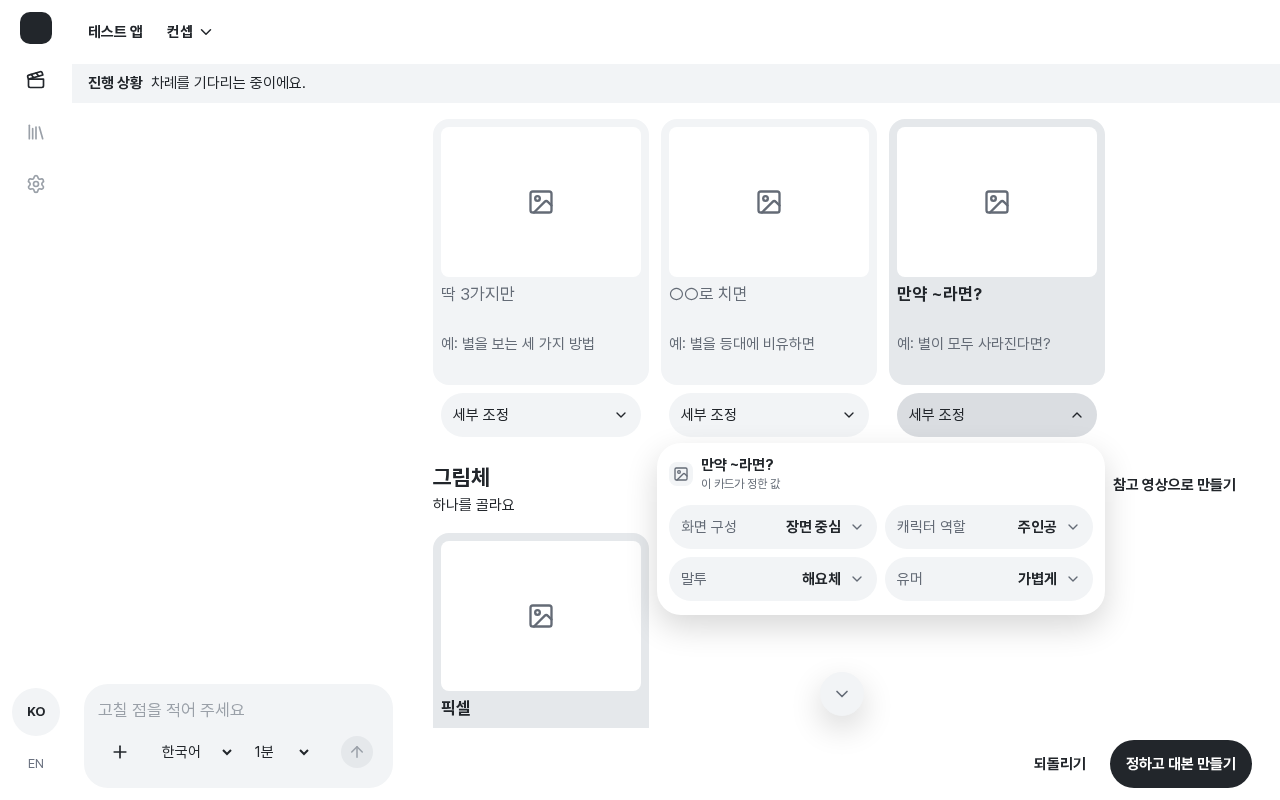 테스트 앱
컨셉
진행 상황 차례를 기다리는 중이에요.
딱 3가지만
예: 별을 보는 세 가지 방법
세부 조정
○○로 치면
예: 별을 등대에 비유하면
세부 조정
만약 ~라면?
예: 별이 모두 사라진다면?
세부 조정
만약 ~라면?
이 카드가 정한 값
화면 구성 장면 중심
캐릭터 역할 주인공
말투 해요체
유머 가볍게
그림체
하나를 골라요
참고 영상으로 만들기
픽셀
KO
EN
고칠 점을 적어 주세요
한국어
1분
되돌리기
정하고 대본 만들기